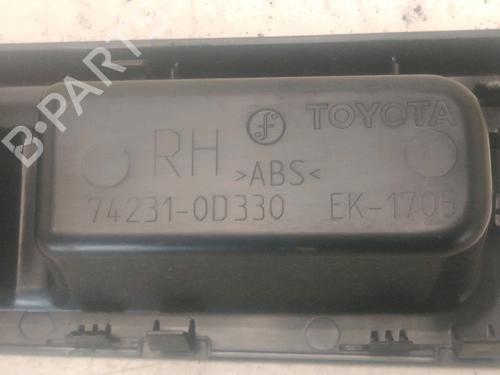 B-PARTS
TOYOTA
RH
>ABS<
74231-0D330 EK-1705